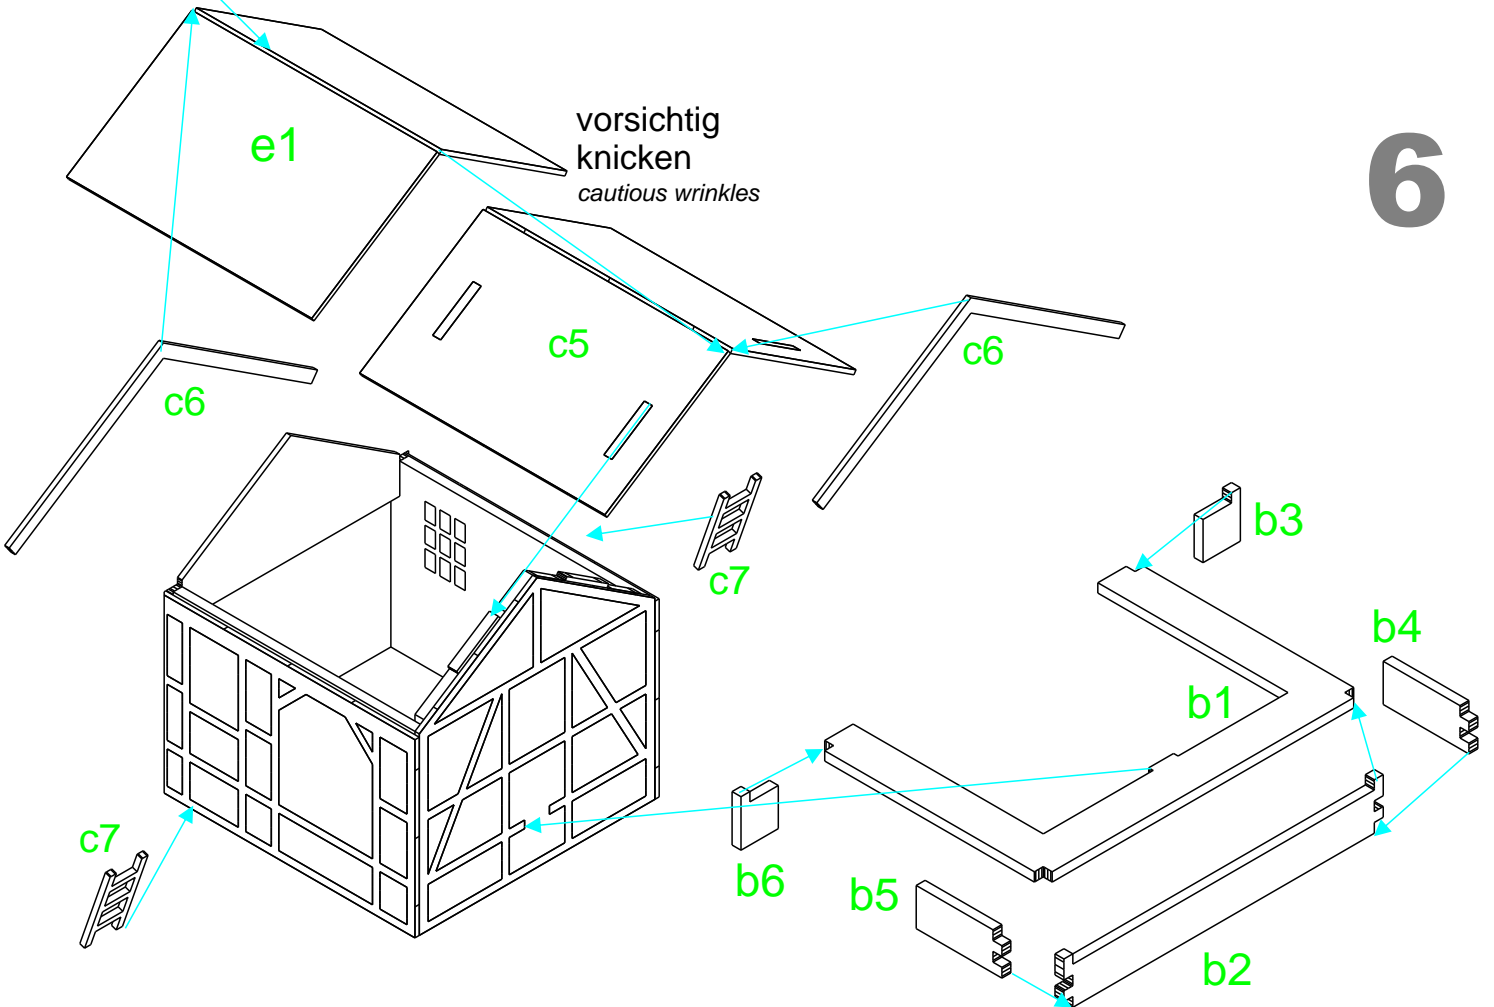 e1
vorsichtig
knicken
cautious wrinkles
6
c5
c6
c6
b3
c7
b4
b1
c7
b6
b5
b2